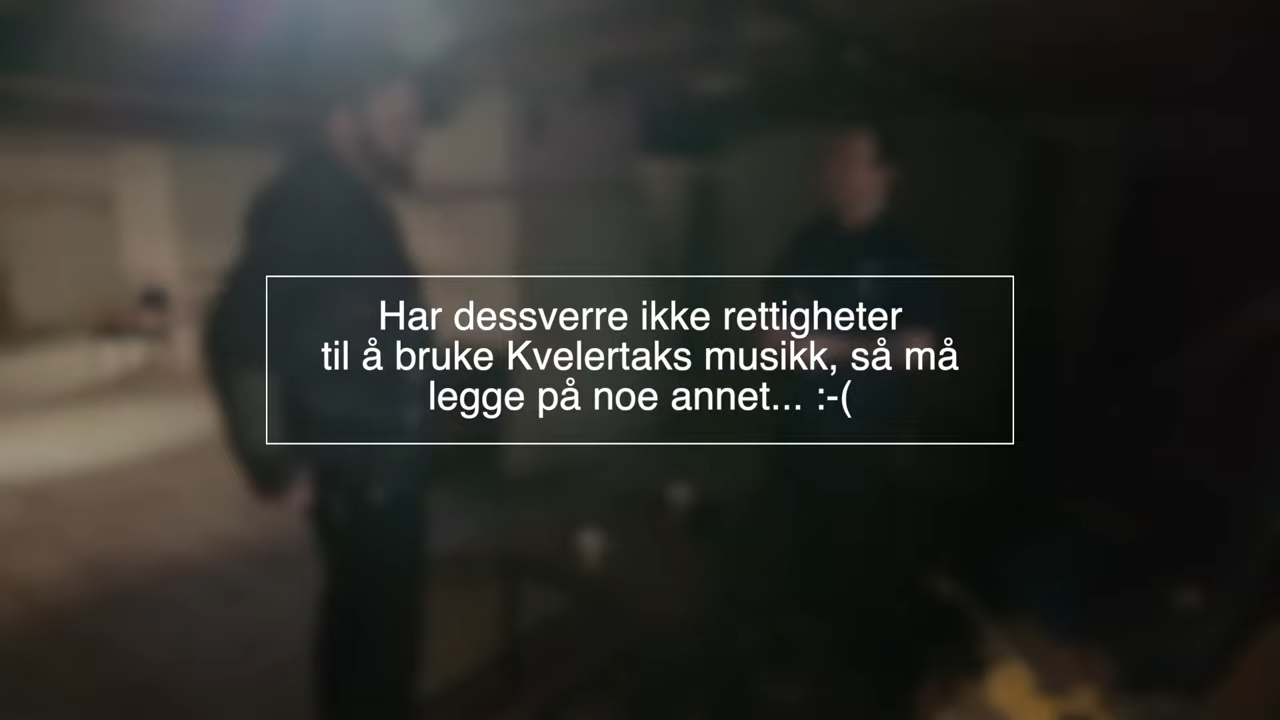 Har dessverre ikke rettigheter
til å bruke Kvelertaks musikk, så må
legge på noe annet... :-(